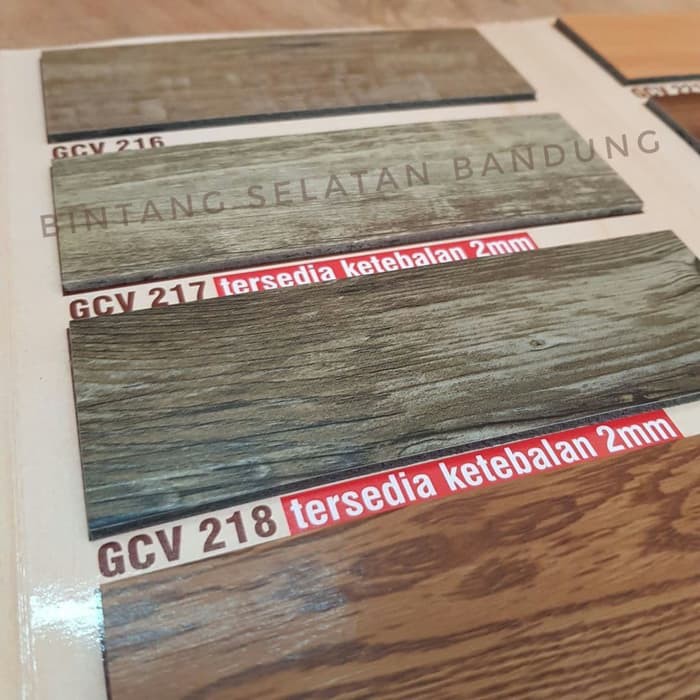 GCV 216
BINTANG SELATAN BANDUNG
GCV 217 tersedia ketebalan 2mm
GCV 218 tersedia ketebalan 2mm